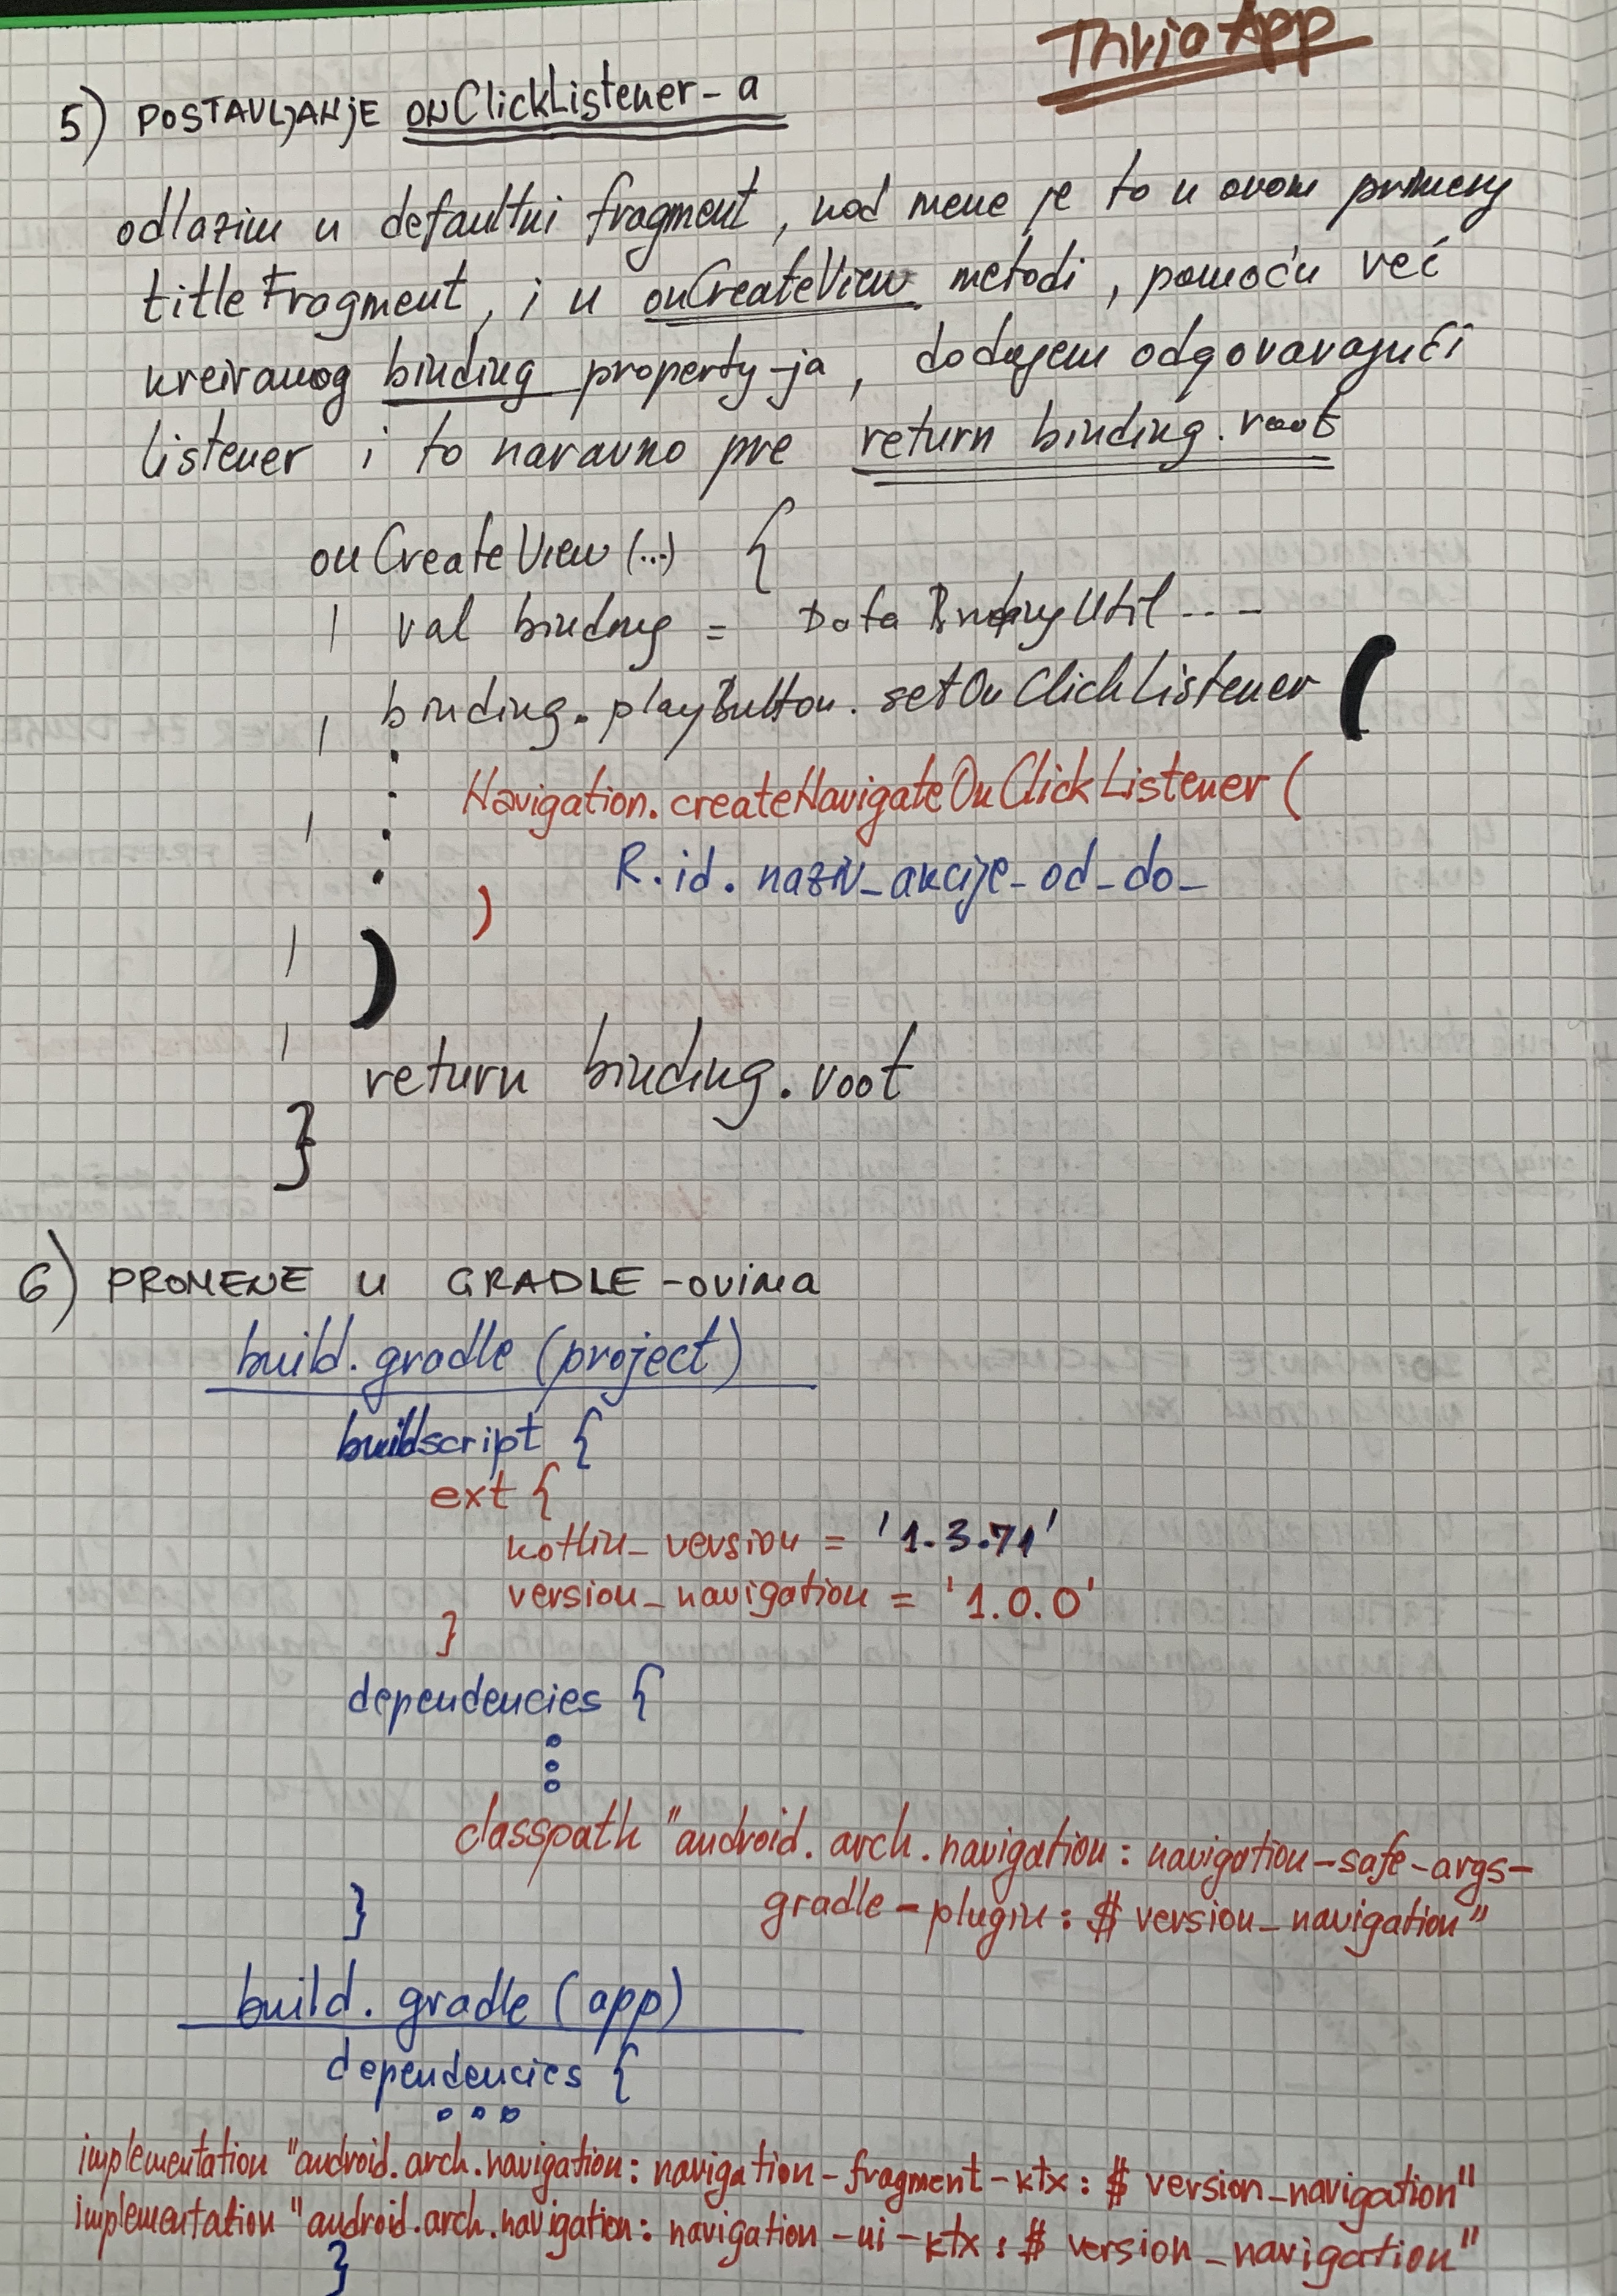 Thrio App
5) POSTAVLJANJE ONClickListener-a
odlazim u defaultni fragment, kod mene je to u ovom primeru
titleFragment, i u onCreateView metodi, pomoću već
kreiranog binding property-ja, dodajem odgovarajući
listener i to naravno pre return binding.root
onCreateView (...) {
val binding = DataBindingUtil ...-
binding.playButton.setOnClickListener (
Navigation.createNavigateOnClickListener (
R.id.naziv_akcije_od_do_
)
)
return binding.root
}
6) PROMENE U GRADLE-ovima
build.gradle (project)
buildscript {
ext {
kotlin_version = '1.3.71'
version_navigation = '1.0.0'
}
dependencies {
classpath "android.arch.navigation:navigation-safe-args-
gradle-plugin:$version_navigation"
}
build.gradle (app)
dependencies {
...
implementation "android.arch.navigation:navigation-fragment-ktx:$version_navigation"
implementation "android.arch.navigation:navigation-ui-ktx:$version_navigation"
}